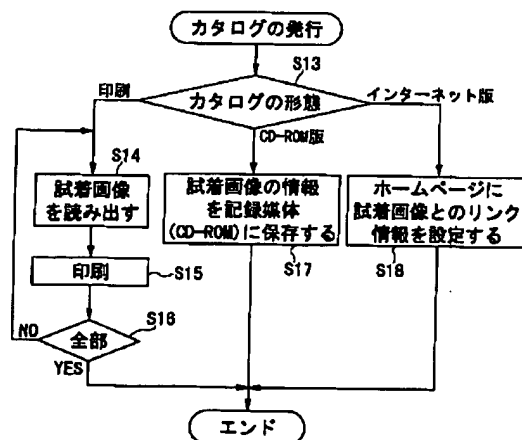 カタログの発行
S13
印刷
カタログの形態
インターネット版
CD-ROM版
S14
試着画像
を読み出す
試着画像の情報
を記録媒体
(CD-ROM)に保存する
S17
ホームページに
試着画像とのリンク
情報を設定する
S18
印刷
S15
S16
NO
全部
YES
エンド